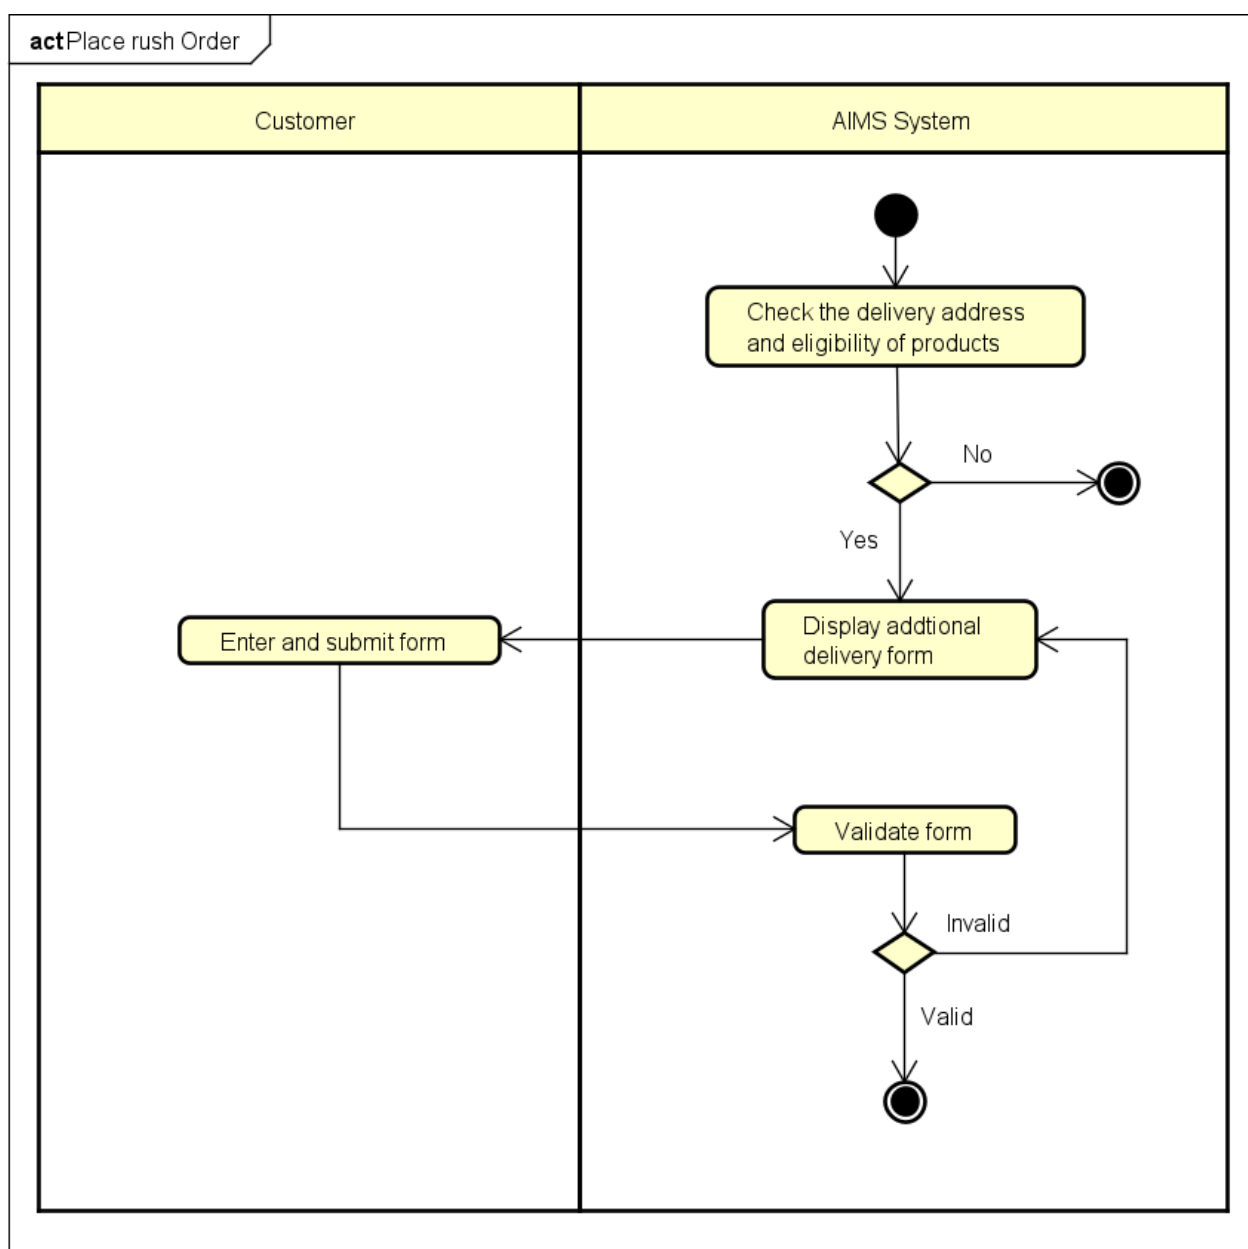 act Place rush Order
Customer
AIMS System
Check the delivery address
and eligibility of products
No
Yes
Display addtional
delivery form
Enter and submit form
Validate form
Invalid
Valid